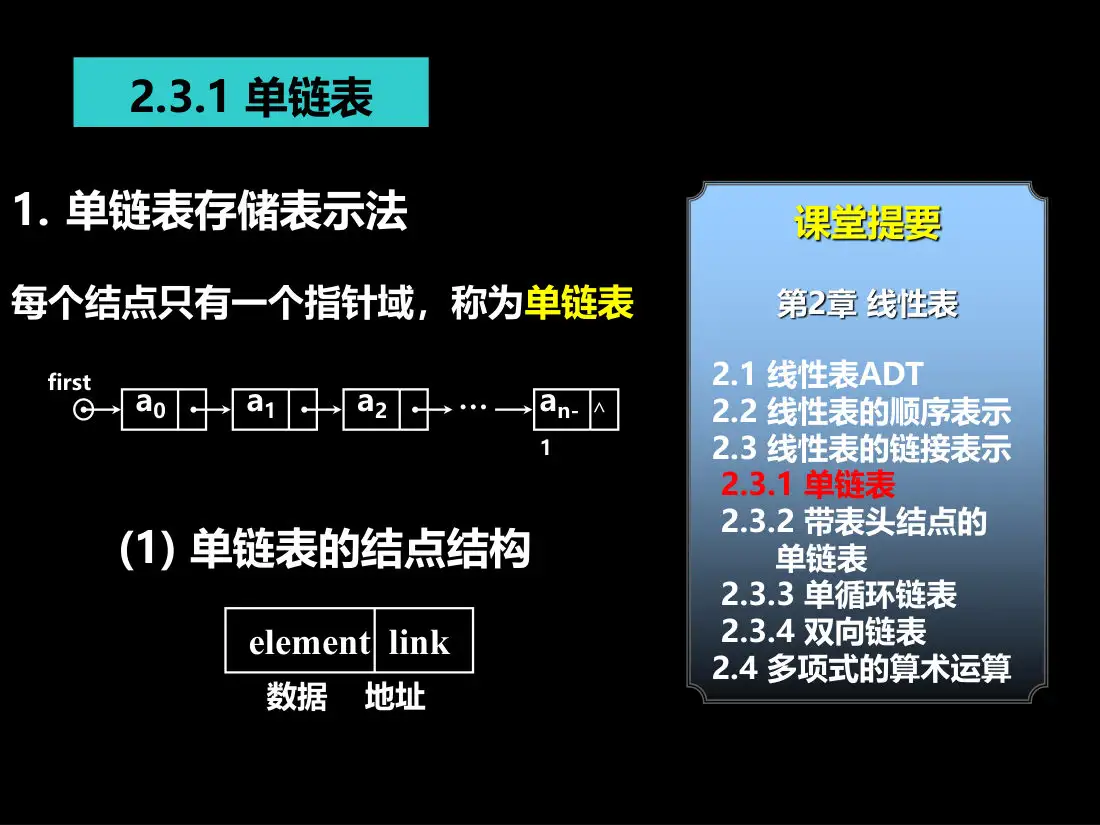 2.3.1 单链表
1. 单链表存储表示法
每个结点只有一个指针域，称为单链表
first
a0 a1 a2 … an-1 ^
(1) 单链表的结点结构
element link
数据 地址
课堂提要
第2章 线性表
2.1 线性表ADT
2.2 线性表的顺序表示
2.3 线性表的链接表示
2.3.1 单链表
2.3.2 带表头结点的
单链表
2.3.3 单循环链表
2.3.4 双向链表
2.4 多项式的算术运算